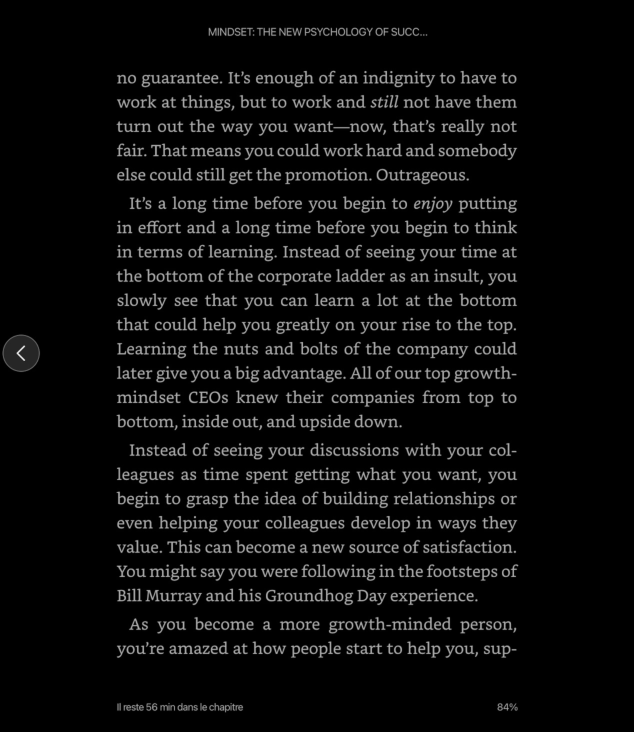 MINDSET: THE NEW PSYCHOLOGY OF SUCC...
no guarantee. It’s enough of an indignity to have to
work at things, but to work and still not have them
turn out the way you want—now, that’s really not
fair. That means you could work hard and somebody
else could still get the promotion. Outrageous.
It’s a long time before you begin to enjoy putting
in effort and a long time before you begin to think
in terms of learning. Instead of seeing your time at
the bottom of the corporate ladder as an insult, you
slowly see that you can learn a lot at the bottom
that could help you greatly on your rise to the top.
Learning the nuts and bolts of the company could
later give you a big advantage. All of our top growth-
mindset CEOs knew their companies from top to
bottom, inside out, and upside down.
Instead of seeing your discussions with your col-
leagues as time spent getting what you want, you
begin to grasp the idea of building relationships or
even helping your colleagues develop in ways they
value. This can become a new source of satisfaction.
You might say you were following in the footsteps of
Bill Murray and his Groundhog Day experience.
As you become a more growth-minded person,
you’re amazed at how people start to help you, sup-
Il reste 56 min dans le chapitre
84%